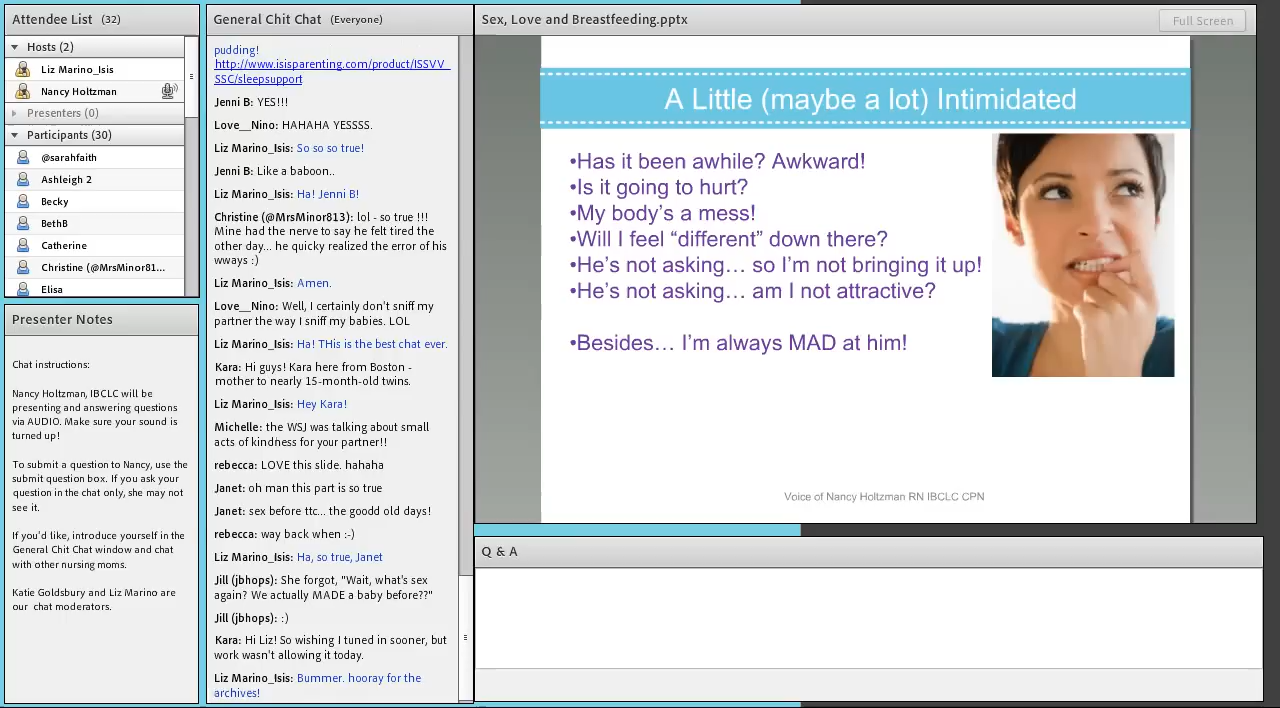 Attendee List (32)
Hosts (2)
Liz Marino_Isis
Nancy Holtzman
Presenters (0)
Participants (30)
@sarahfaith
Ashleigh 2
Becky
BethB
Catherine
Christine (@MrsMinor81...
Elisa
Presenter Notes
Chat instructions:
Nancy Holtzman, IBCLC will be
presenting and answering questions
via AUDIO. Make sure your sound is
turned up!
To submit a question to Nancy, use the
submit question box. If you ask your
question in the chat only, she may not
see it.
If you'd like, introduce yourself in the
General Chit Chat window and chat
with other nursing moms.
Katie Goldsbury and Liz Marino are
our chat moderators.
General Chit Chat (Everyone)
pudding!
http://www.isisparenting.com/product/ISSVV_
SSC/sleepsupport
Jenni B: YES!!!
Love__Nino: HAHAHA YESSSS.
Liz Marino_Isis: So so so true!
Jenni B: Like a baboon..
Liz Marino_Isis: Ha! Jenni B!
Christine (@MrsMinor813): lol - so true !!!
Mine had the nerve to say he felt tired the
other day... he quicky realized the error of his
wways :)
Liz Marino_Isis: Amen.
Love__Nino: Well, I certainly don't sniff my
partner the way I sniff my babies. LOL
Liz Marino_Isis: Ha! THis is the best chat ever.
Kara: Hi guys! Kara here from Boston -
mother to nearly 15-month-old twins.
Liz Marino_Isis: Hey Kara!
Michelle: the WSJ was talking about small
acts of kindness for your partner!!
rebecca: LOVE this slide. hahaha
Janet: oh man this part is so true
Janet: sex before ttc... the goodd old days!
rebecca: way back when :-)
Liz Marino_Isis: Ha, so true, Janet
Jill (jbhops): She forgot, "Wait, what's sex
again? We actually MADE a baby before??"
Jill (jbhops): :)
Kara: Hi Liz! So wishing I tuned in sooner, but
work wasn't allowing it today.
Liz Marino_Isis: Bummer. hooray for the
archives!
Sex, Love and Breastfeeding.pptx
Full Screen
A Little (maybe a lot) Intimidated
•Has it been awhile? Awkward!
•Is it going to hurt?
•My body's a mess!
•Will I feel “different” down there?
•He's not asking… so I'm not bringing it up!
•He's not asking… am I not attractive?
•Besides… I'm always MAD at him!
Voice of Nancy Holtzman RN IBCLC CPN
Q & A